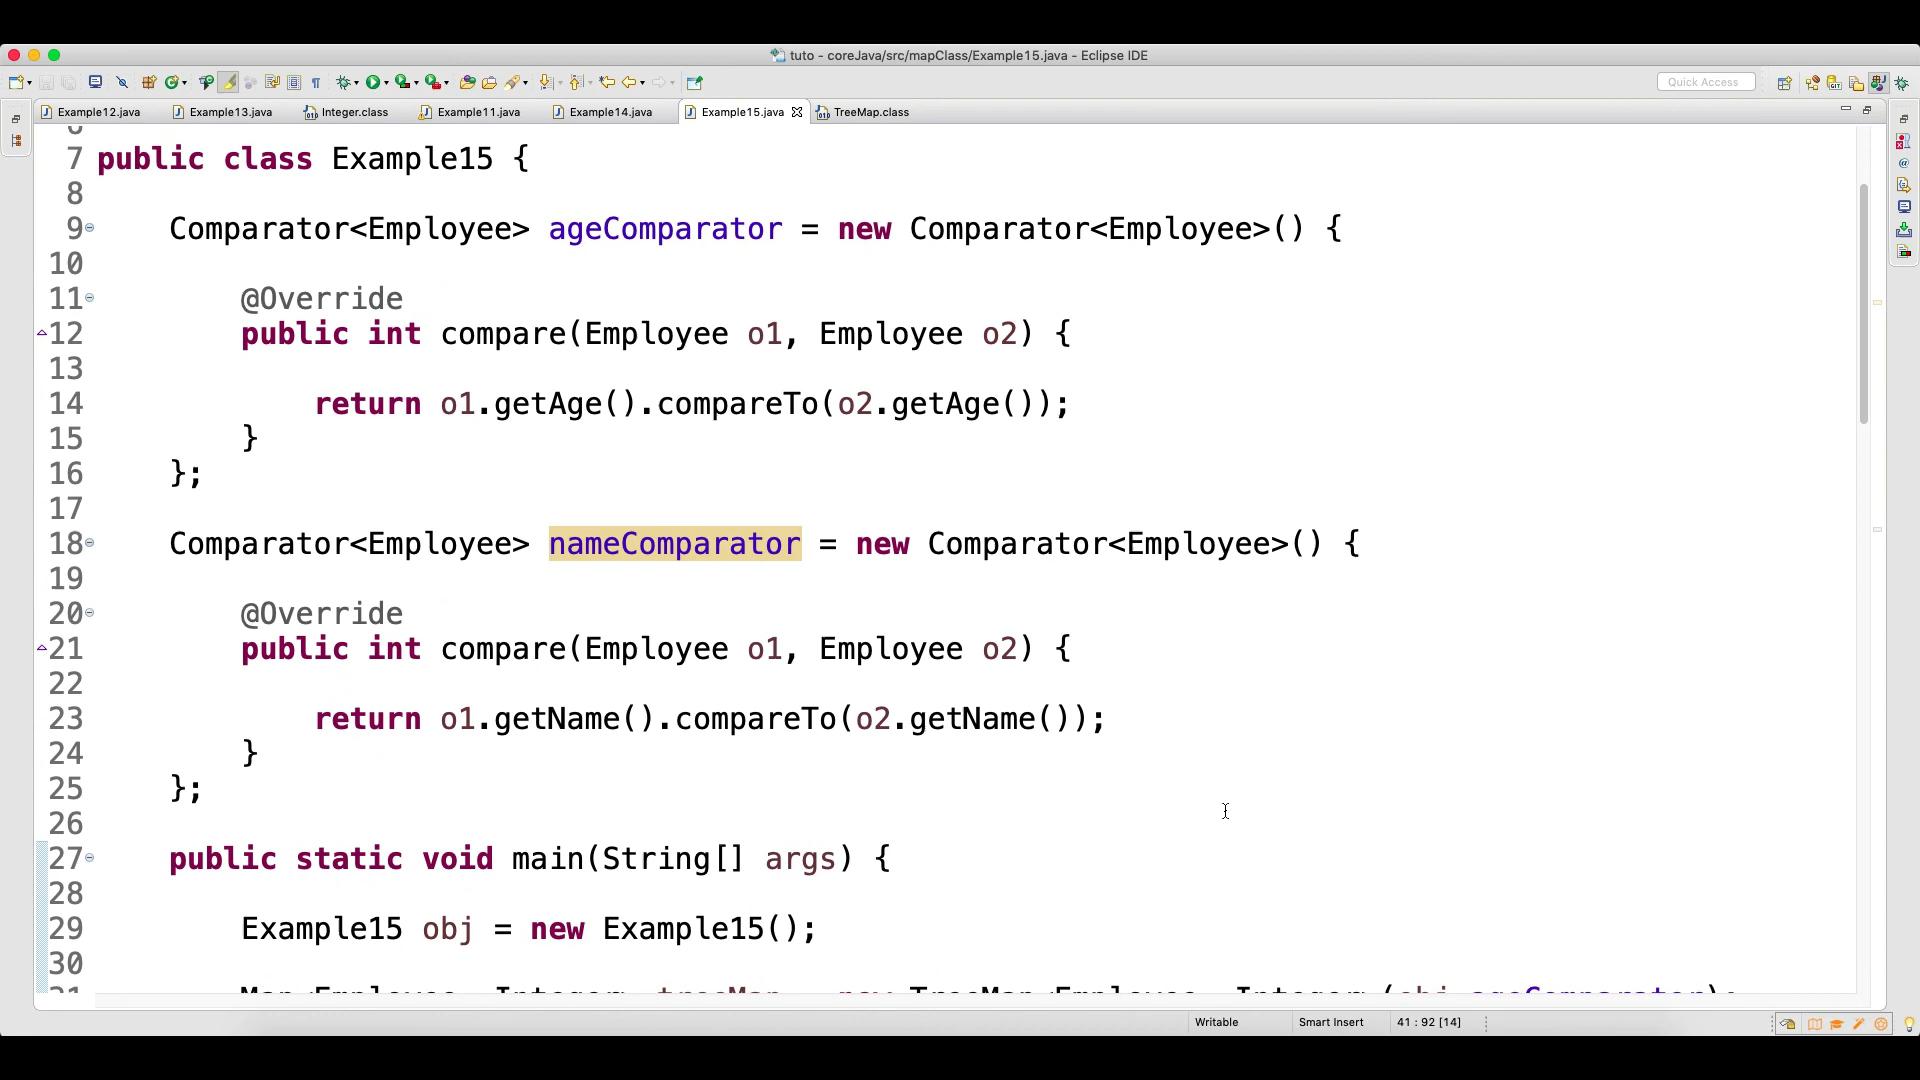 tuto - coreJava/src/mapClass/Example15.java - Eclipse IDE
Quick Access
Example12.java Example13.java Integer.class Example11.java Example14.java Example15.java TreeMap.class
7 public class Example15 {
8
9 Comparator<Employee> ageComparator = new Comparator<Employee>() {
10
11 @Override
12 public int compare(Employee o1, Employee o2) {
13
14 return o1.getAge().compareTo(o2.getAge());
15 }
16 };
17
18 Comparator<Employee> nameComparator = new Comparator<Employee>() {
19
20 @Override
21 public int compare(Employee o1, Employee o2) {
22
23 return o1.getName().compareTo(o2.getName());
24 }
25 };
26
27 public static void main(String[] args) {
28
29 Example15 obj = new Example15();
30
Writable Smart Insert 41 : 92 [14]